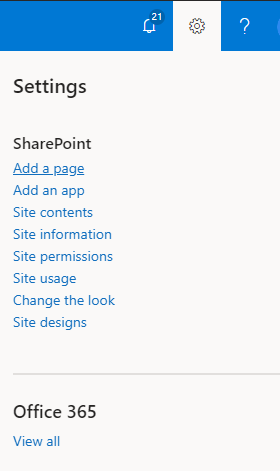 21
?
Settings
SharePoint
Add a page
Add an app
Site contents
Site information
Site permissions
Site usage
Change the look
Site designs
Office 365
View all